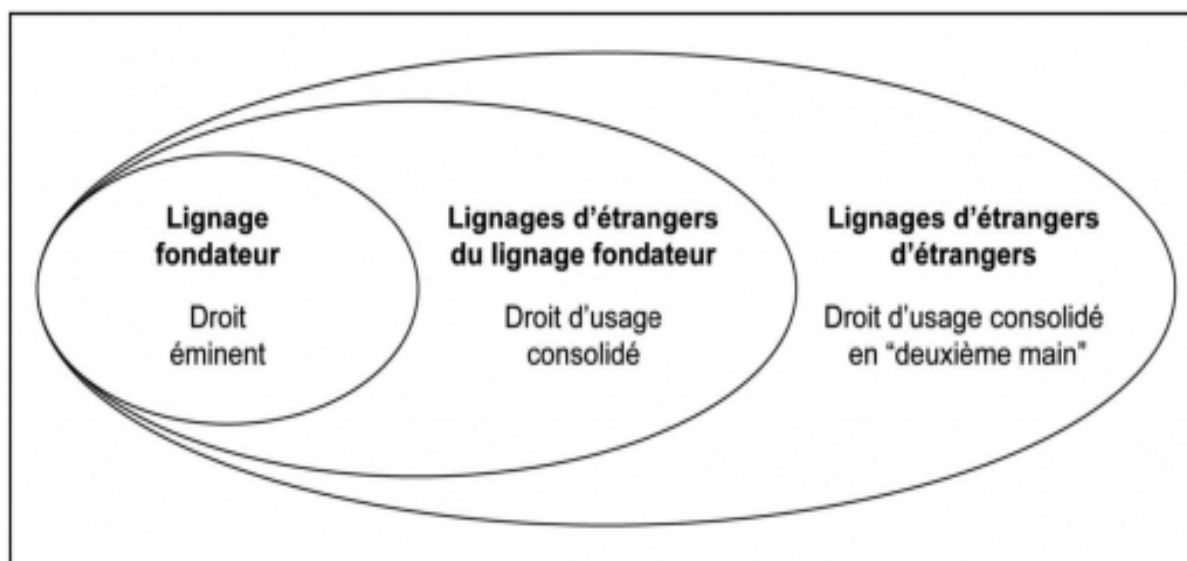 Lignage
fondateur
Droit
éminent
Lignages d’étrangers
du lignage fondateur
Droit d’usage
consolidé
Lignages d’étrangers
d’étrangers
Droit d’usage consolidé
en “deuxième main”